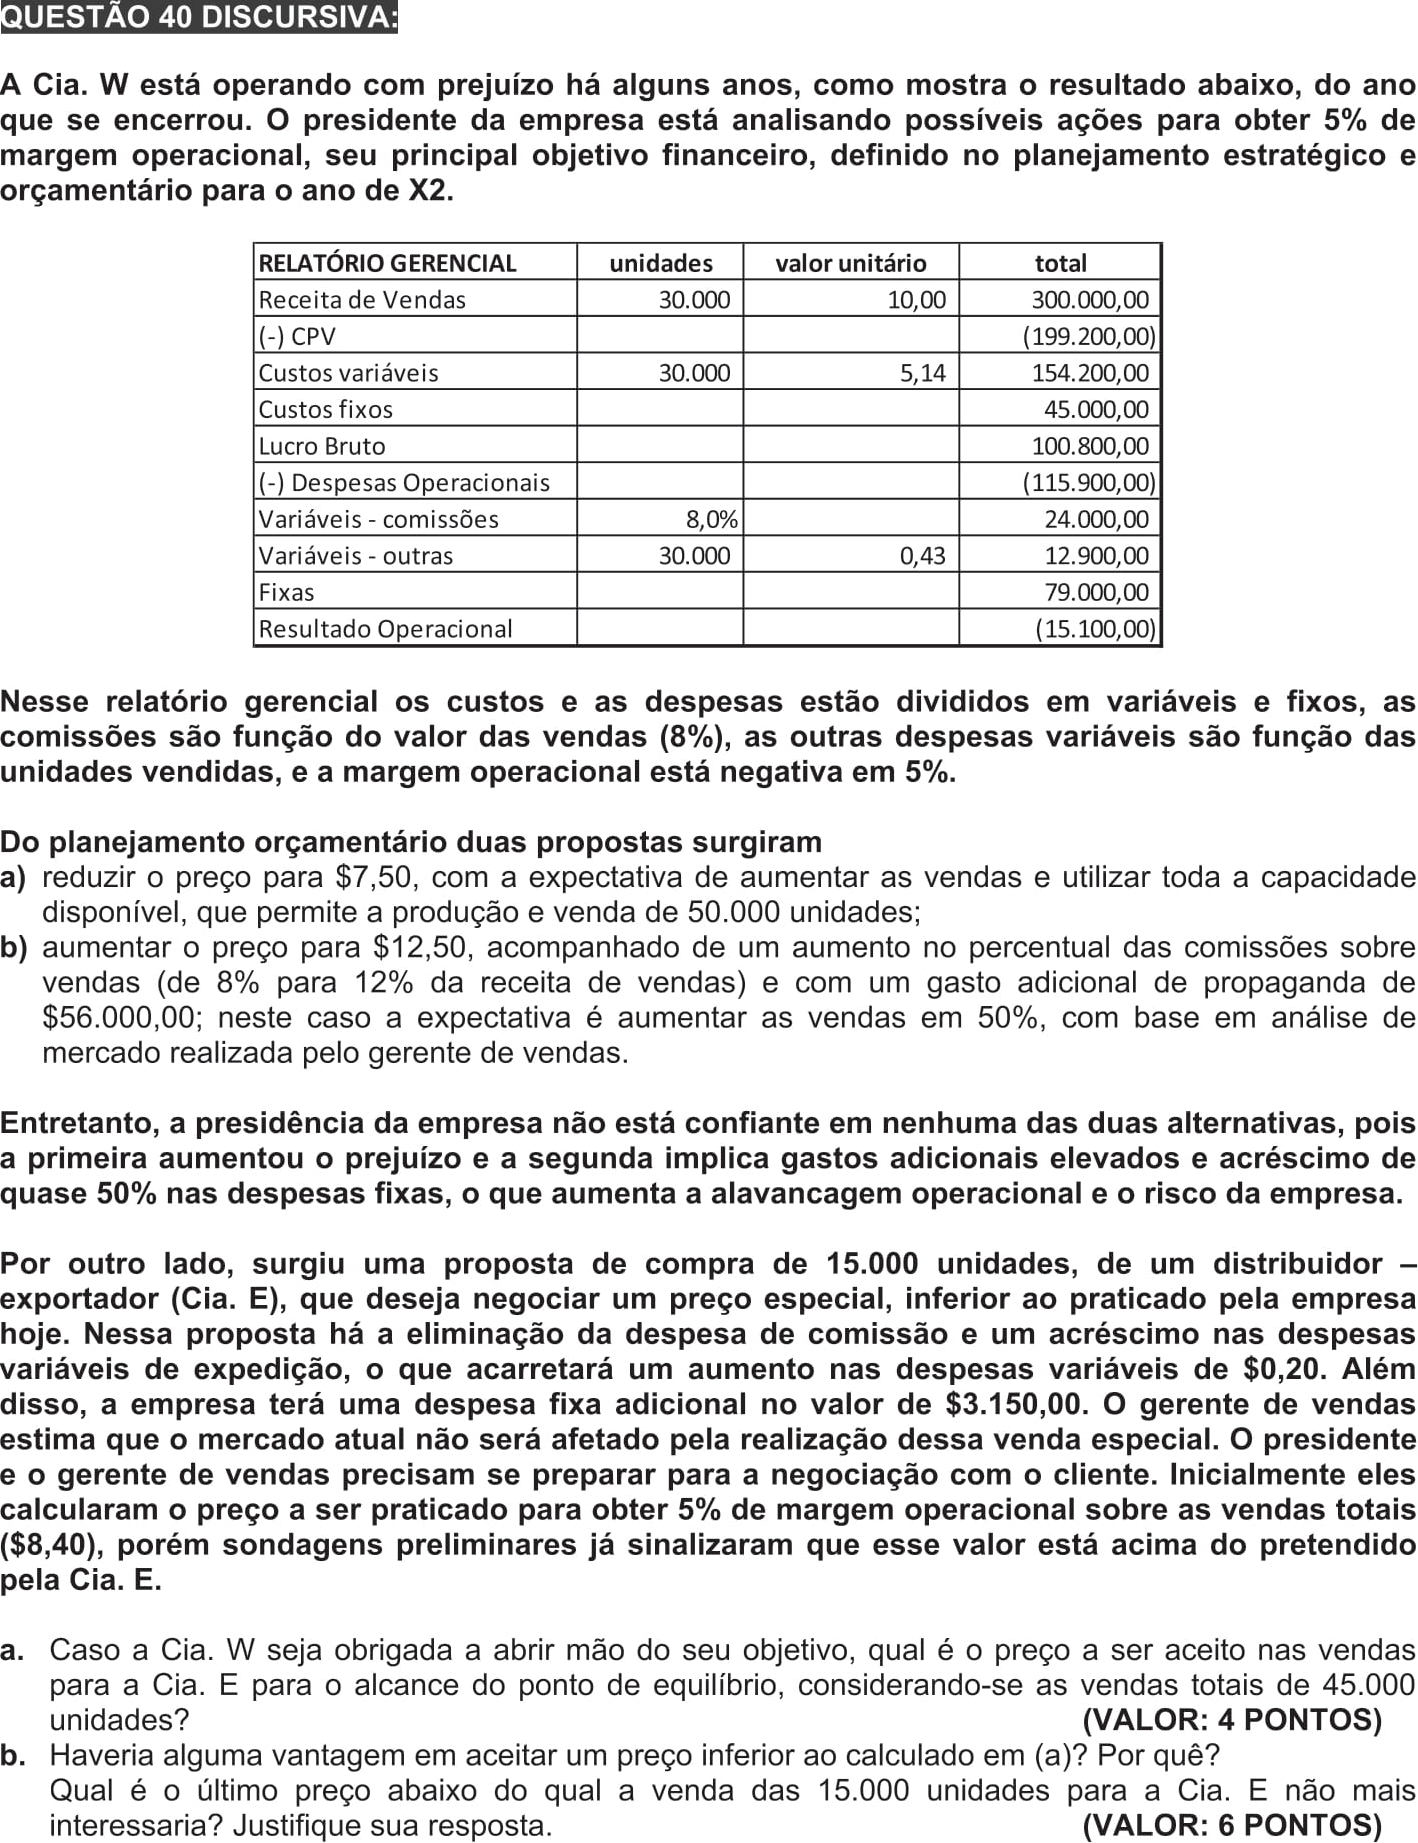 QUESTÃO 40 DISCURSIVA:
A Cia. W está operando com prejuízo há alguns anos, como mostra o resultado abaixo, do ano
que se encerrou. O presidente da empresa está analisando possíveis ações para obter 5% de
margem operacional, seu principal objetivo financeiro, definido no planejamento estratégico e
orçamentário para o ano de X2.
RELATÓRIO GERENCIAL unidades valor unitário total
Receita de Vendas 30.000 10,00 300.000,00
(-) CPV (199.200,00)
Custos variáveis 30.000 5,14 154.200,00
Custos fixos 45.000,00
Lucro Bruto 100.800,00
(-) Despesas Operacionais (115.900,00)
Variáveis - comissões 8,0% 24.000,00
Variáveis - outras 30.000 0,43 12.900,00
Fixas 79.000,00
Resultado Operacional (15.100,00)
Nesse relatório gerencial os custos e as despesas estão divididos em variáveis e fixos, as
comissões são função do valor das vendas (8%), as outras despesas variáveis são função das
unidades vendidas, e a margem operacional está negativa em 5%.
Do planejamento orçamentário duas propostas surgiram
a) reduzir o preço para $7,50, com a expectativa de aumentar as vendas e utilizar toda a capacidade
disponível, que permite a produção e venda de 50.000 unidades;
b) aumentar o preço para $12,50, acompanhado de um aumento no percentual das comissões sobre
vendas (de 8% para 12% da receita de vendas) e com um gasto adicional de propaganda de
$56.000,00; neste caso a expectativa é aumentar as vendas em 50%, com base em análise de
mercado realizada pelo gerente de vendas.
Entretanto, a presidência da empresa não está confiante em nenhuma das duas alternativas, pois
a primeira aumentou o prejuízo e a segunda implica gastos adicionais elevados e acréscimo de
quase 50% nas despesas fixas, o que aumenta a alavancagem operacional e o risco da empresa.
Por outro lado, surgiu uma proposta de compra de 15.000 unidades, de um distribuidor –
exportador (Cia. E), que deseja negociar um preço especial, inferior ao praticado pela empresa
hoje. Nessa proposta há a eliminação da despesa de comissão e um acréscimo nas despesas
variáveis de expedição, o que acarretará um aumento nas despesas variáveis de $0,20. Além
disso, a empresa terá uma despesa fixa adicional no valor de $3.150,00. O gerente de vendas
estima que o mercado atual não será afetado pela realização dessa venda especial. O presidente
e o gerente de vendas precisam se preparar para a negociação com o cliente. Inicialmente eles
calcularam o preço a ser praticado para obter 5% de margem operacional sobre as vendas totais
($8,40), porém sondagens preliminares já sinalizaram que esse valor está acima do pretendido
pela Cia. E.
a. Caso a Cia. W seja obrigada a abrir mão do seu objetivo, qual é o preço a ser aceito nas vendas
para a Cia. E para o alcance do ponto de equilíbrio, considerando-se as vendas totais de 45.000
unidades? (VALOR: 4 PONTOS)
b. Haveria alguma vantagem em aceitar um preço inferior ao calculado em (a)? Por quê?
Qual é o último preço abaixo do qual a venda das 15.000 unidades para a Cia. E não mais
interessaria? Justifique sua resposta. (VALOR: 6 PONTOS)